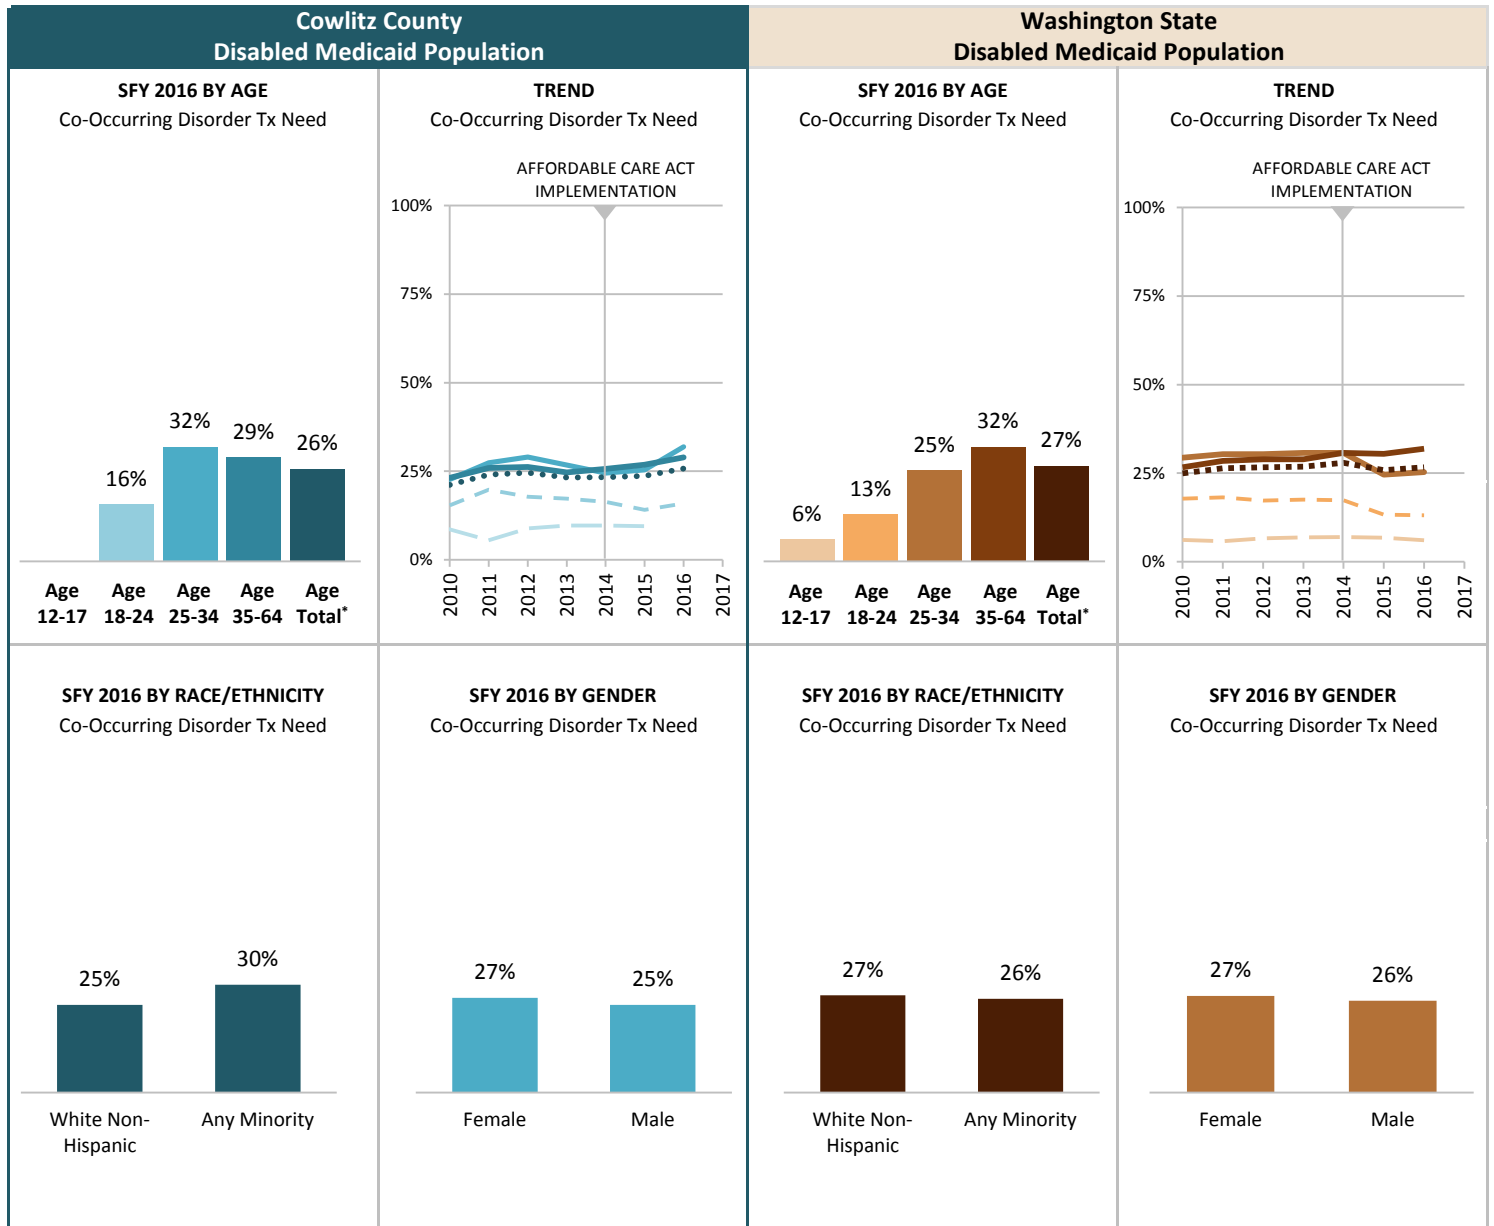 Cowlitz County
Disabled Medicaid Population
Washington State
Disabled Medicaid Population
SFY 2016 BY AGE
Co-Occurring Disorder Tx Need
16%
32%
29%
26%
Age Age Age Age Age
12-17 18-24 25-34 35-64 Total*
TREND
Co-Occurring Disorder Tx Need
AFFORDABLE CARE ACT
IMPLEMENTATION
100%
75%
50%
25%
0%
2010
2011
2012
2013
2014
2015
2016
2017
SFY 2016 BY AGE
Co-Occurring Disorder Tx Need
6%
13%
25%
32%
27%
Age Age Age Age Age
12-17 18-24 25-34 35-64 Total*
TREND
Co-Occurring Disorder Tx Need
AFFORDABLE CARE ACT
IMPLEMENTATION
100%
75%
50%
25%
0%
2010
2011
2012
2013
2014
2015
2016
2017
SFY 2016 BY RACE/ETHNICITY
Co-Occurring Disorder Tx Need
25%
30%
White Non-
Hispanic
Any Minority
SFY 2016 BY GENDER
Co-Occurring Disorder Tx Need
27%
25%
Female
Male
SFY 2016 BY RACE/ETHNICITY
Co-Occurring Disorder Tx Need
27%
26%
White Non-
Hispanic
Any Minority
SFY 2016 BY GENDER
Co-Occurring Disorder Tx Need
27%
26%
Female
Male